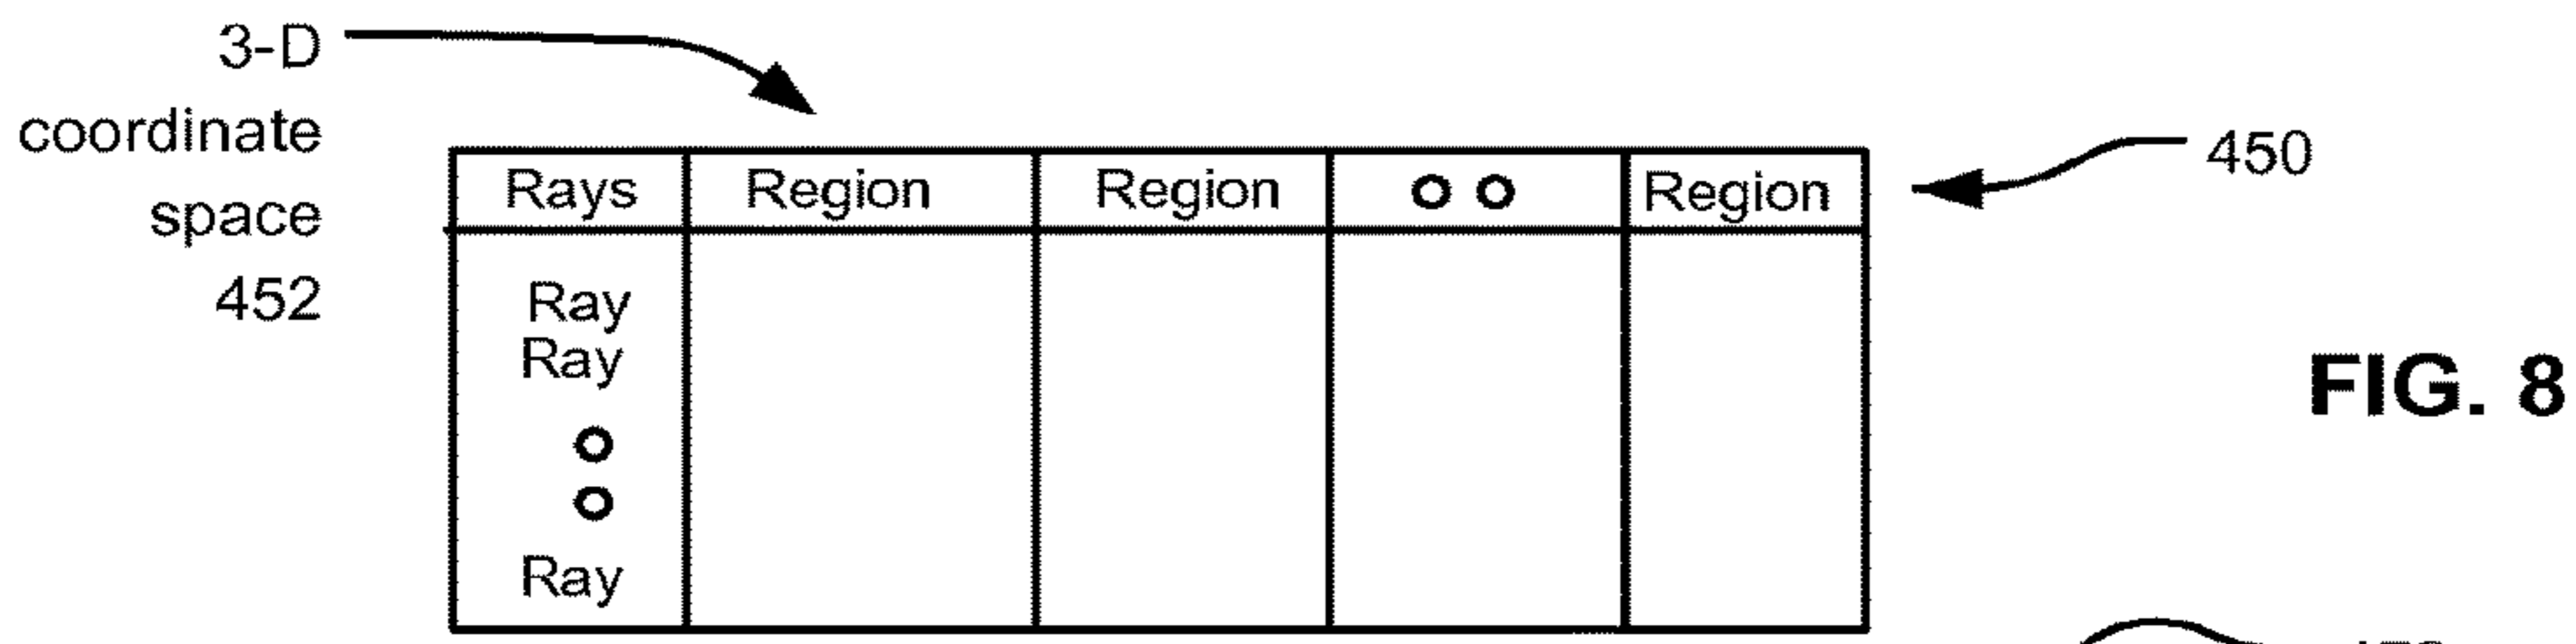 3-D
coordinate
space
452
450
Rays Region Region o o Region
Ray
Ray
o
o
Ray
FIG. 8